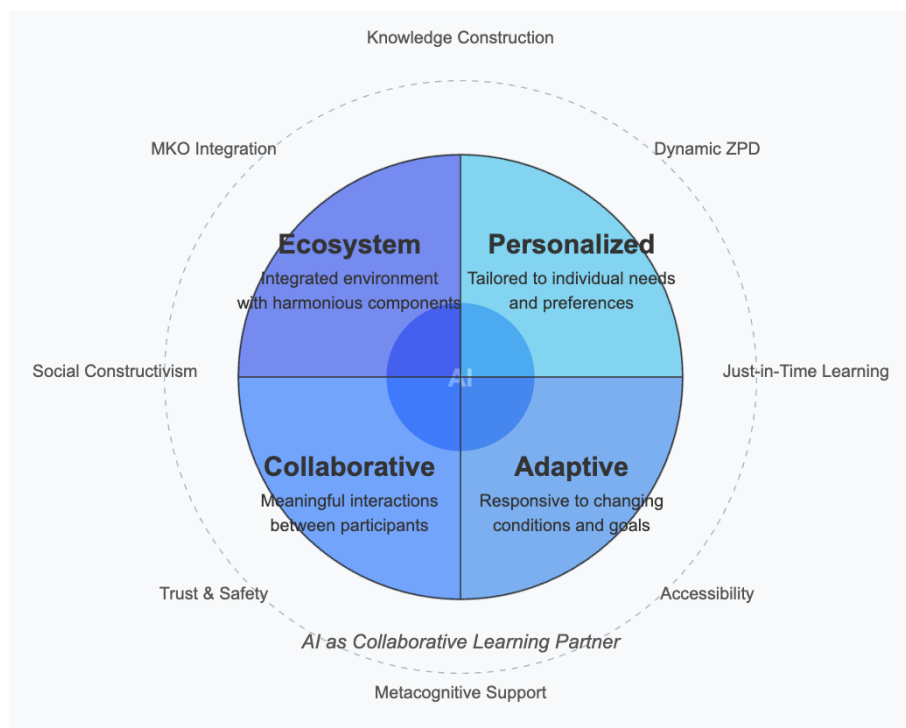 Knowledge Construction
MKO Integration
Dynamic ZPD
Ecosystem
Integrated environment
with harmonious components
Personalized
Tailored to individual needs
and preferences
Social Constructivism
AI
Just-in-Time Learning
Collaborative
Meaningful interactions
between participants
Adaptive
Responsive to changing
conditions and goals
Trust & Safety
Accessibility
AI as Collaborative Learning Partner
Metacognitive Support